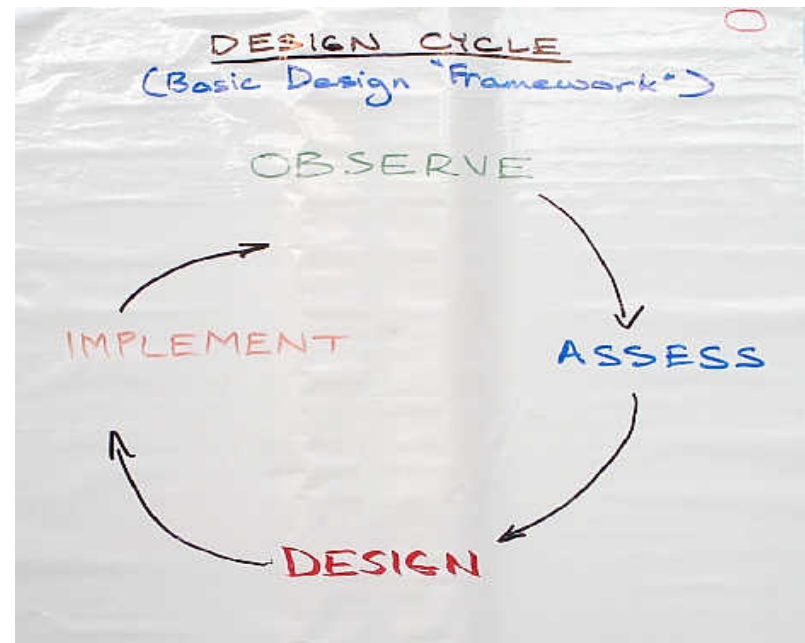 DESIGN CYCLE
(Basic Design "Framework")
OBSERVE
ASSESS
DESIGN
IMPLEMENT